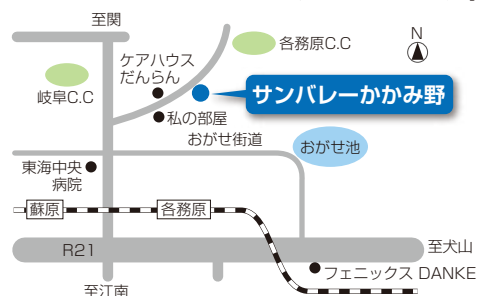 至関
各務原C.C
N
ケアハウス
だんらん
岐阜C.C
サンバレーかかみ野
私の部屋
おがせ街道
おがせ池
東海中央
病院
蘇原
各務原
R21
至犬山
フェニックス DANKE
至江南